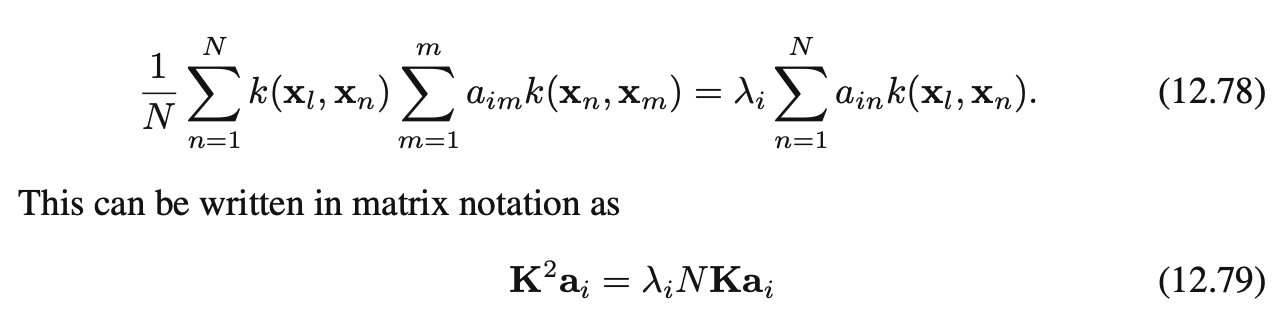 $$\frac{1}{N} \sum_{n=1}^{N} k(\mathbf{x}_l, \mathbf{x}_n) \sum_{m=1}^{m} a_{im} k(\mathbf{x}_n, \mathbf{x}_m) = \lambda_i \sum_{n=1}^{N} a_{in} k(\mathbf{x}_l, \mathbf{x}_n). \quad (12.78)$$
This can be written in matrix notation as
$$\mathbf{K}^2 \mathbf{a}_i = \lambda_i N \mathbf{K} \mathbf{a}_i \quad (12.79)$$